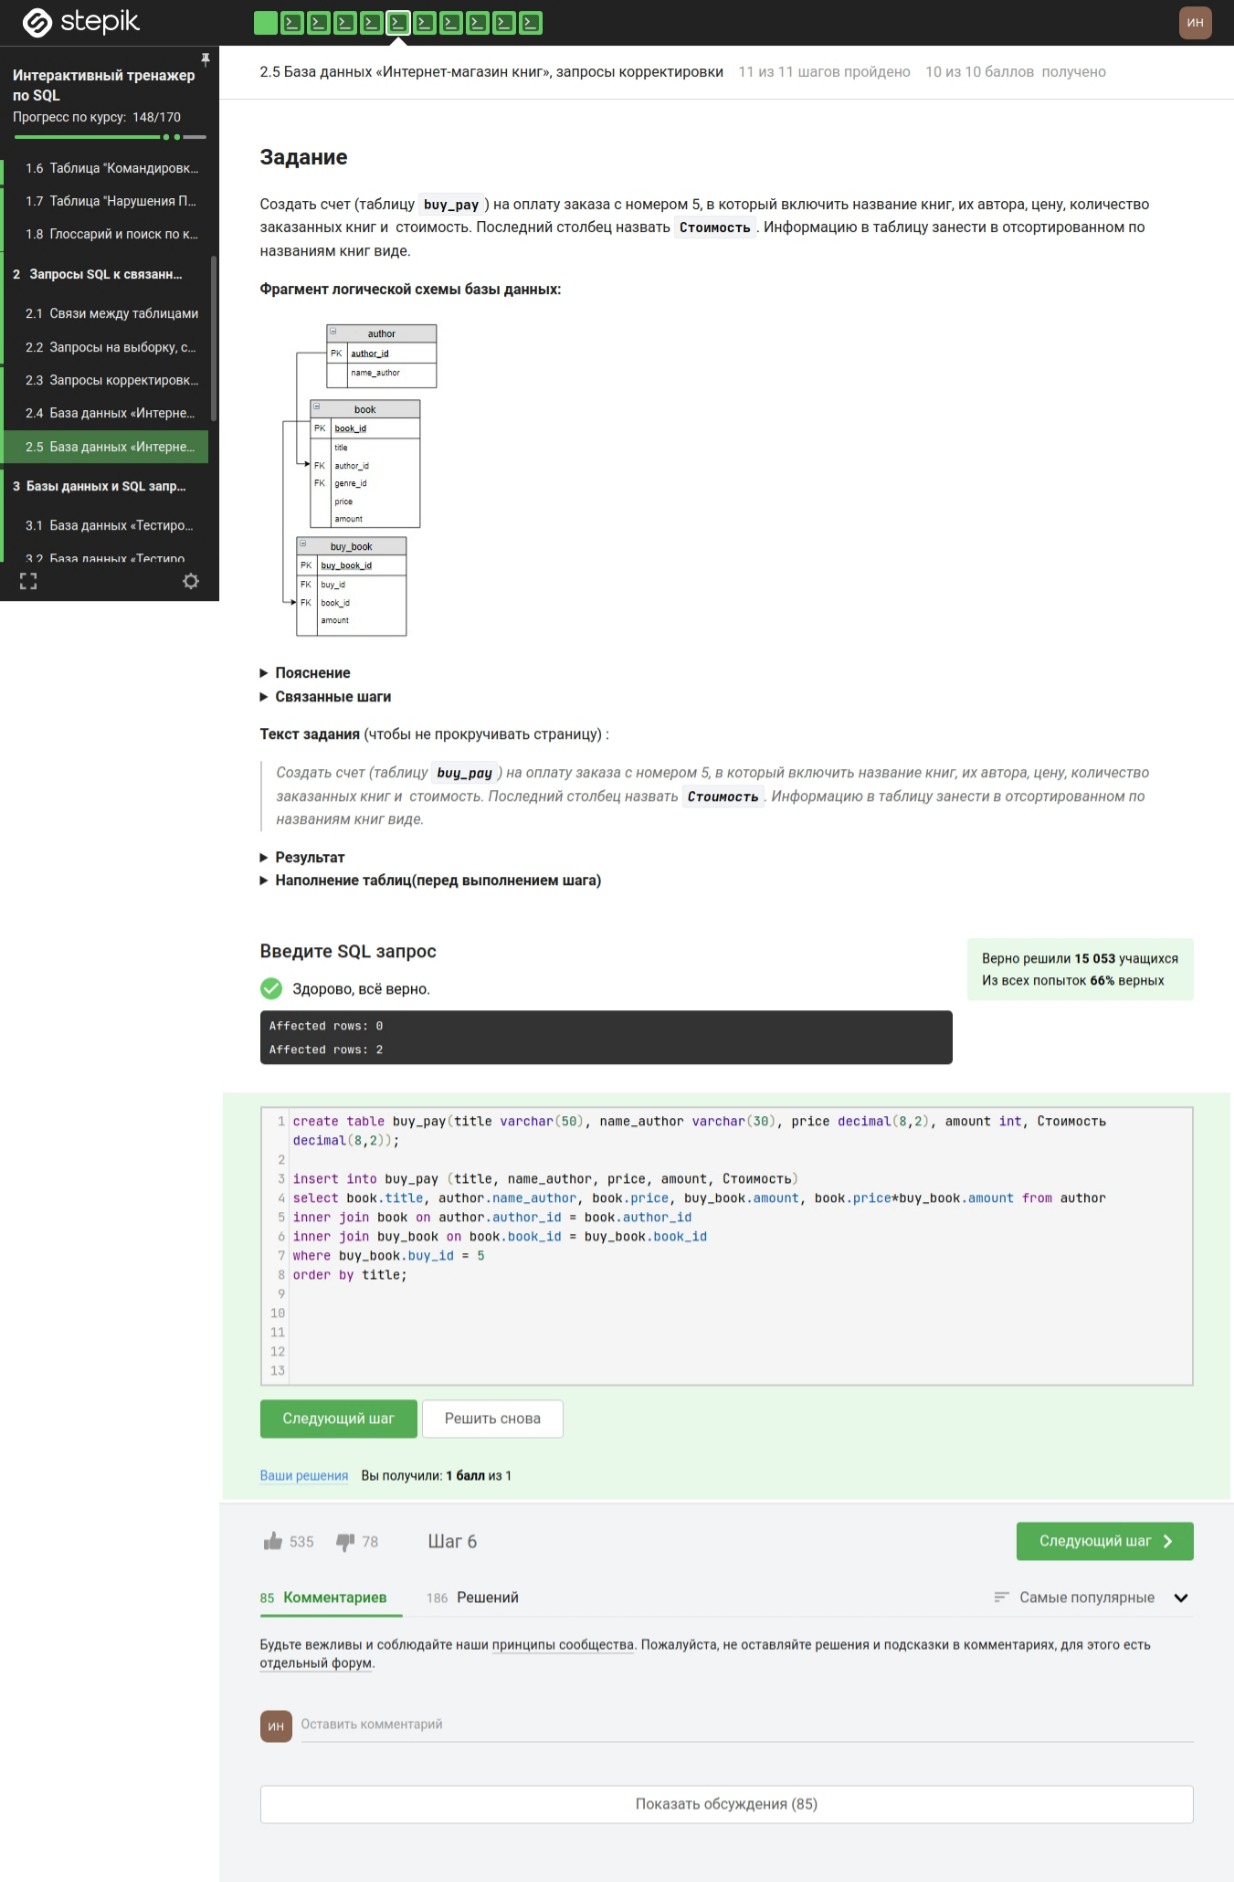 stepik
ИН
Интерактивный тренажер
по SQL
Прогресс по курсу: 148/170
1.6 Таблица "Командировк...
1.7 Таблица "Нарушения П...
1.8 Глоссарий и поиск по к...
2 Запросы SQL к связанн...
2.1 Связи между таблицами
2.2 Запросы на выборку, с...
2.3 Запросы корректировк...
2.4 База данных «Интерне...
2.5 База данных «Интерне...
3 Базы данных и SQL запр...
3.1 База данных «Тестиро...
3.2 База данных «Тестиро
2.5 База данных «Интернет-магазин книг», запросы корректировки 11 из 11 шагов пройдено 10 из 10 баллов получено
Задание
Создать счет (таблицу buy_pay) на оплату заказа с номером 5, в который включить название книг, их автора, цену, количество
заказанных книг и стоимость. Последний столбец назвать Стоимость. Информацию в таблицу занести в отсортированном по
названиям книг виде.
Фрагмент логической схемы базы данных:
author
PK author_id
name_author
book
PK book_id
title
FK author_id
FK genre_id
price
amount
buy_book
PK buy_book_id
FK buy_id
FK book_id
amount
Пояснение
Связанные шаги
Текст задания (чтобы не прокручивать страницу) :
Создать счет (таблицу buy_pay) на оплату заказа с номером 5, в который включить название книг, их автора, цену, количество
заказанных книг и стоимость. Последний столбец назвать Стоимость. Информацию в таблицу занести в отсортированном по
названиям книг виде.
Результат
Наполнение таблиц(перед выполнением шага)
Введите SQL запрос
Верно решили 15 053 учащихся
Из всех попыток 66% верных
Здорово, всё верно.
Affected rows: 0
Affected rows: 2
1 create table buy_pay(title varchar(50), name_author varchar(30), price decimal(8,2), amount int, Стоимость
decimal(8,2));
2
3 insert into buy_pay (title, name_author, price, amount, Стоимость)
4 select book.title, author.name_author, book.price, buy_book.amount, book.price*buy_book.amount from author
5 inner join book on author.author_id = book.author_id
6 inner join buy_book on book.book_id = buy_book.book_id
7 where buy_book.buy_id = 5
8 order by title;
9
10
11
12
13
Следующий шаг Решить снова
Ваши решения Вы получили: 1 балл из 1
535 78 Шаг 6 Следующий шаг
85 Комментариев 186 Решений Самые популярные
Будьте вежливы и соблюдайте наши принципы сообщества. Пожалуйста, не оставляйте решения и подсказки в комментариях, для этого есть
отдельный форум.
ИН Оставить комментарий
Показать обсуждения (85)